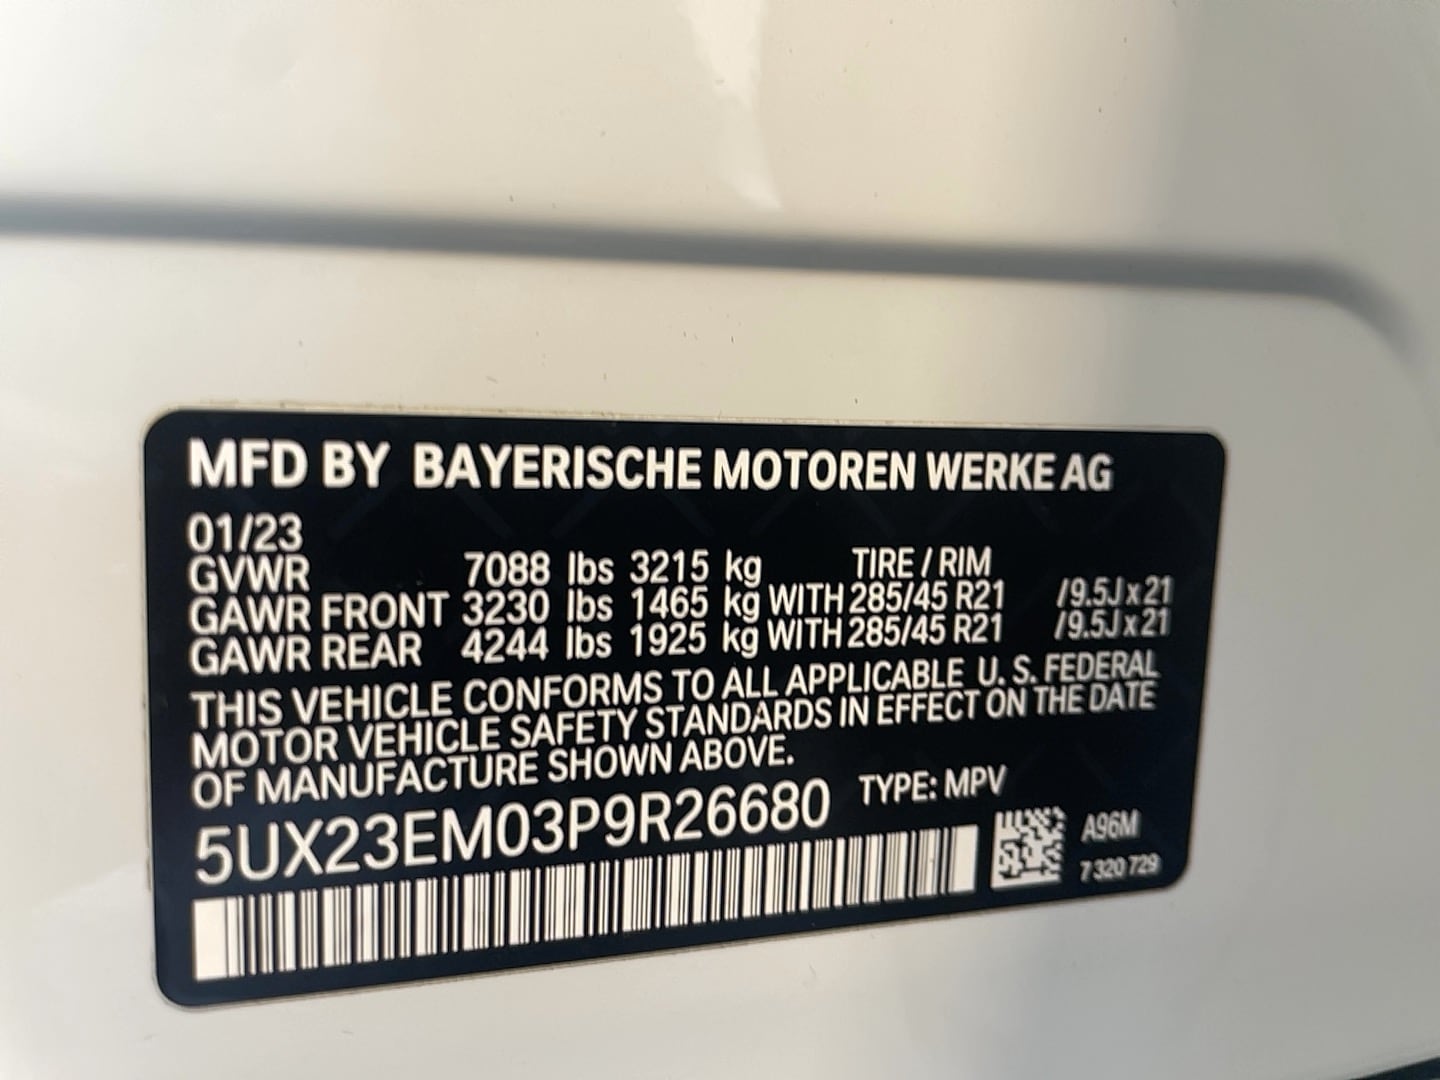 MFD BY BAYERISCHE MOTOREN WERKE AG
01/23
GVWR 7088 lbs 3215 kg TIRE / RIM
GAWR FRONT 3230 lbs 1465 kg WITH 285/45 R21 /9.5J x 21
GAWR REAR 4244 lbs 1925 kg WITH 285/45 R21 /9.5J x 21
THIS VEHICLE CONFORMS TO ALL APPLICABLE U. S. FEDERAL
MOTOR VEHICLE SAFETY STANDARDS IN EFFECT ON THE DATE
OF MANUFACTURE SHOWN ABOVE.
5UX23EM03P9R26680 TYPE: MPV
A96M
7 320 729